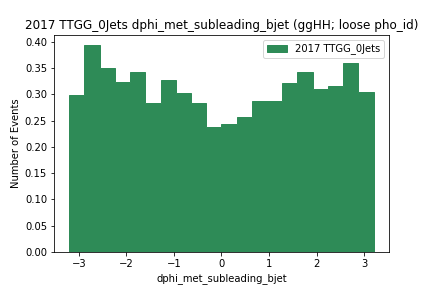 2017 TTGG_0Jets dphi_met_subleading_bjet (ggHH; loose pho_id)
2017 TTGG_0Jets
Number of Events
0.40
0.35
0.30
0.25
0.20
0.15
0.10
0.05
0.00
−3 −2 −1 0 1 2 3
dphi_met_subleading_bjet